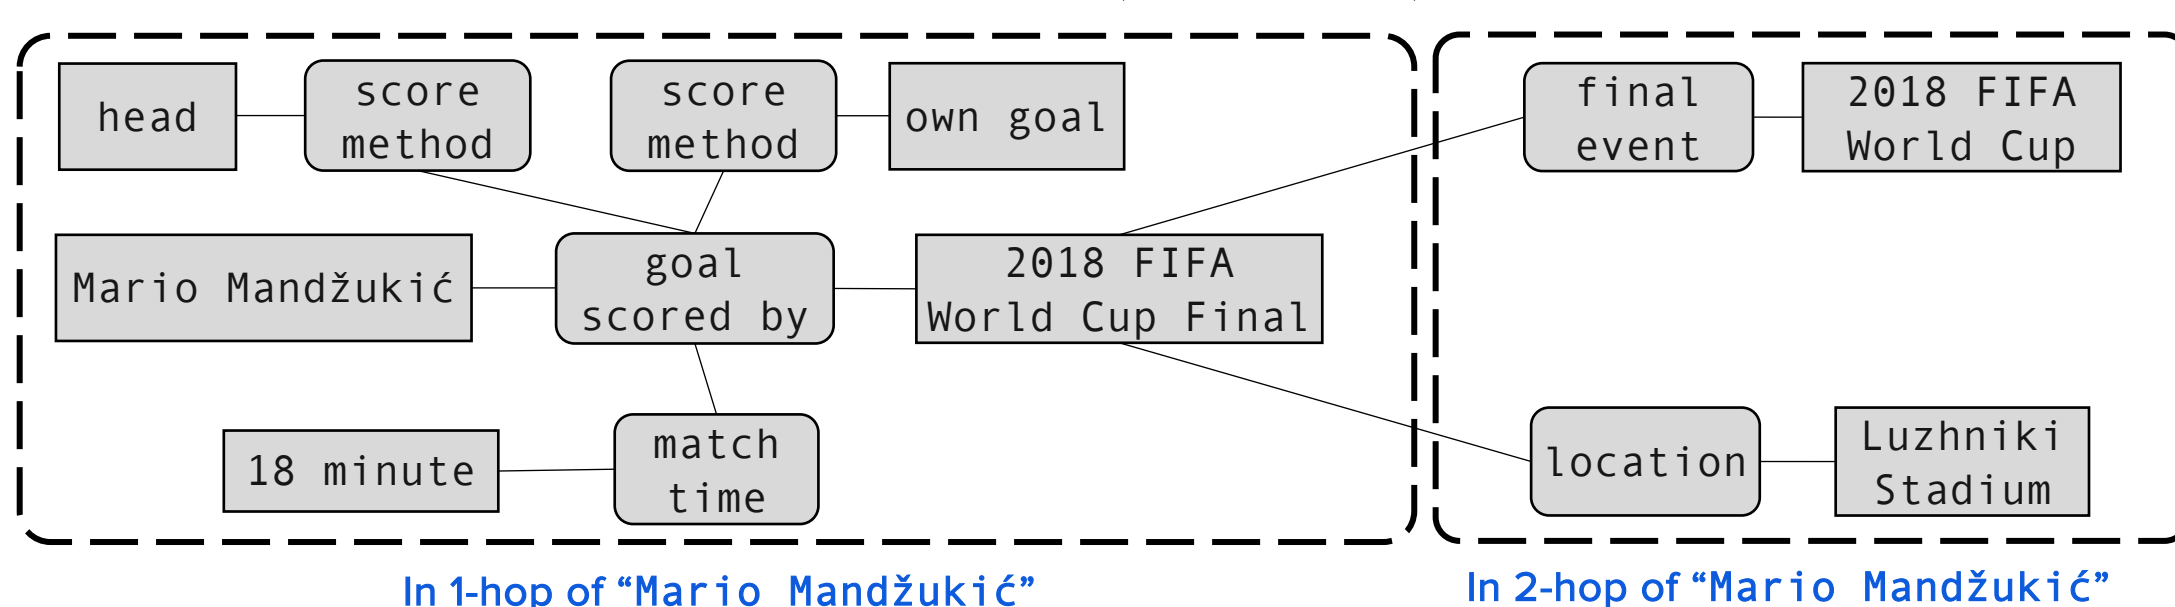 head
score
method
score
method
own goal
final
event
2018 FIFA
World Cup
Mario Mandžukić
goal
scored by
2018 FIFA
World Cup Final
18 minute
match
time
location
Luzhniki
Stadium
In 1-hop of “Mario Mandžukić”
In 2-hop of “Mario Mandžukić”